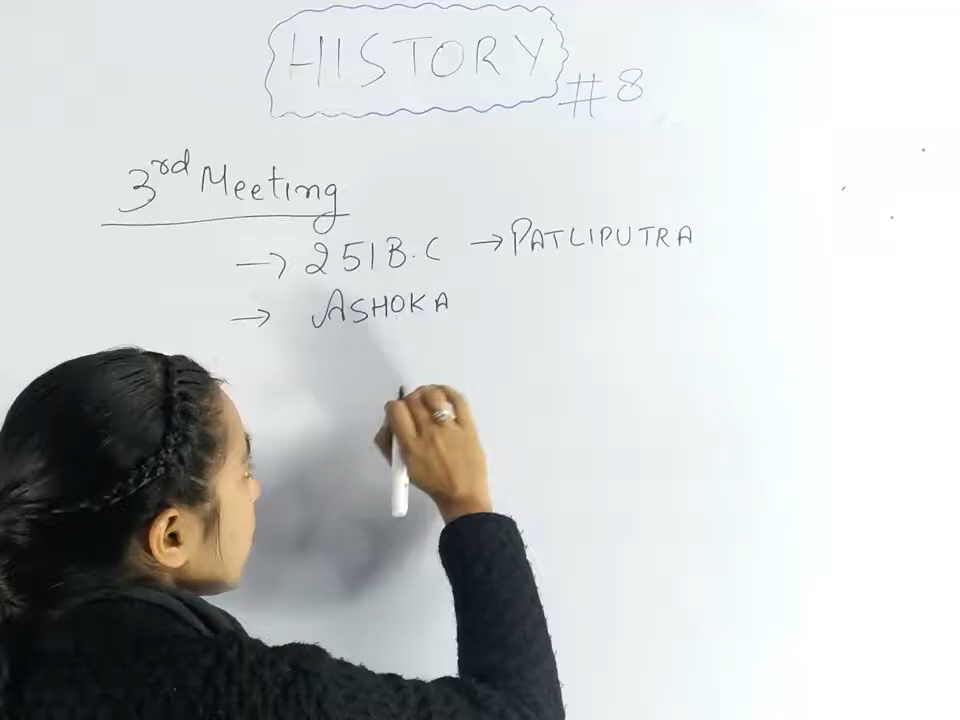 HISTORY
#8
3rd Meeting
→ 251 B.C → PATLIPUTRA
→ ASHOKA